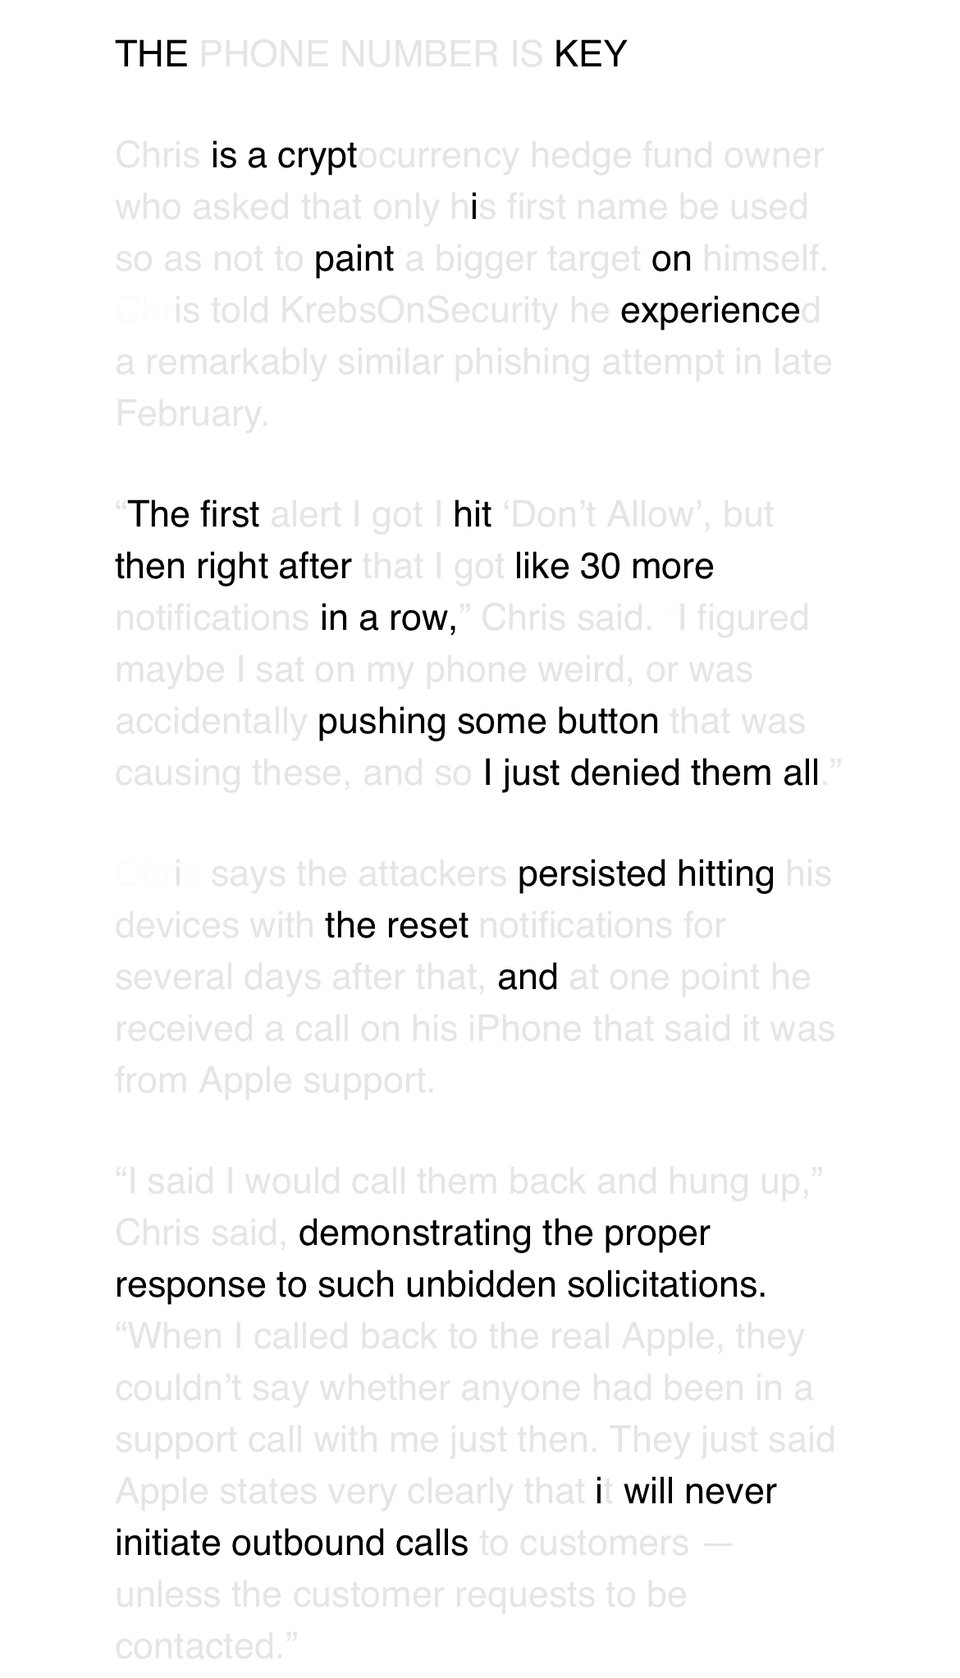 THE PHONE NUMBER IS KEY
Chris is a cryptocurrency hedge fund owner
who asked that only his first name be used
so as not to paint a bigger target on himself.
Chris told KrebsOnSecurity he experienced
a remarkably similar phishing attempt in late
February.
“The first alert I got I hit ‘Don’t Allow’, but
then right after that I got like 30 more
notifications in a row,” Chris said. “I figured
maybe I sat on my phone weird, or was
accidentally pushing some button that was
causing these, and so I just denied them all.”
Chris says the attackers persisted hitting his
devices with the reset notifications for
several days after that, and at one point he
received a call on his iPhone that said it was
from Apple support.
“I said I would call them back and hung up,”
Chris said, demonstrating the proper
response to such unbidden solicitations.
“When I called back to the real Apple, they
couldn’t say whether anyone had been in a
support call with me just then. They just said
Apple states very clearly that it will never
initiate outbound calls to customers —
unless the customer requests to be
contacted.”